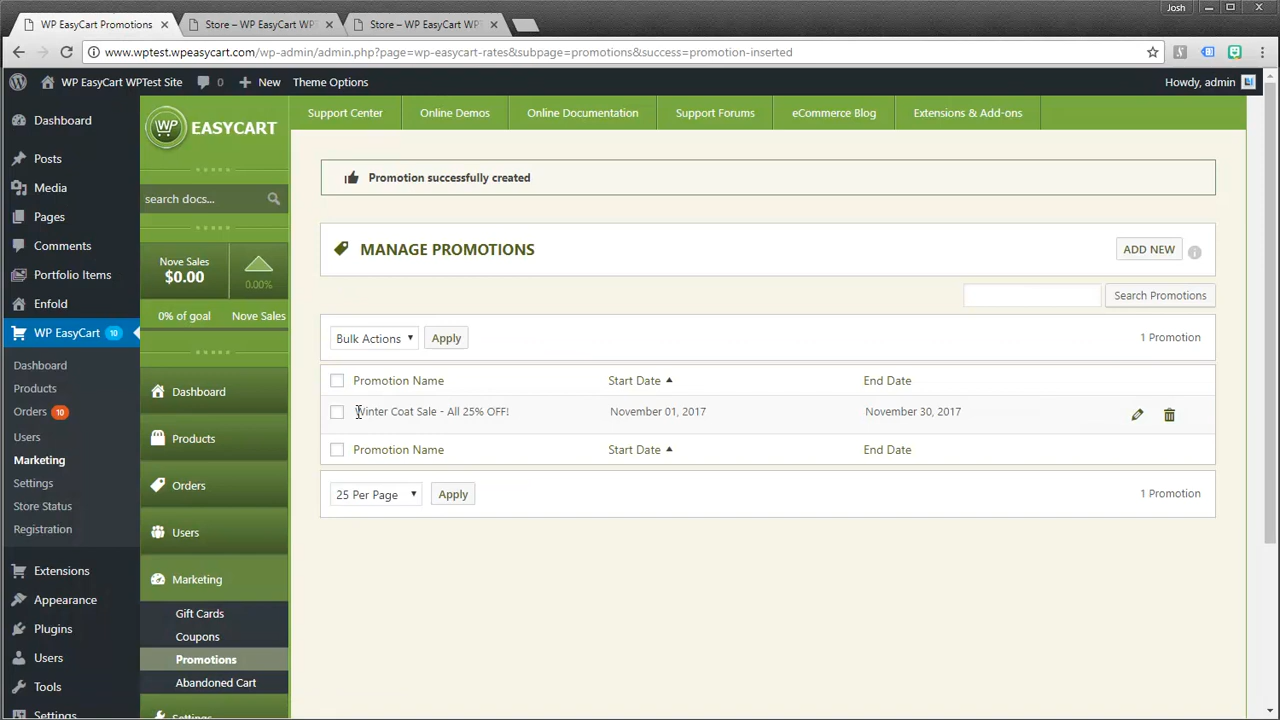 Josh
WP EasyCart Promotions
Store – WP EasyCart WPTest
Store – WP EasyCart WPTest
www.wptest.wpeasycart.com/wp-admin/admin.php?page=wp-easycart-rates&subpage=promotions&success=promotion-inserted
WP EasyCart WPTest Site
0
New
Theme Options
Howdy, admin
Dashboard
Posts
Media
Pages
Comments
Portfolio Items
Enfold
WP EasyCart 10
Dashboard
Products
Orders 10
Users
Marketing
Settings
Store Status
Registration
Extensions
Appearance
Plugins
Users
Tools
Settings
WP EASYCART
search docs...
Nove Sales
$0.00
0.00%
0% of goal
Nove Sales
Dashboard
Products
Orders
Users
Marketing
Gift Cards
Coupons
Promotions
Abandoned Cart
Settings
Support Center
Online Demos
Online Documentation
Support Forums
eCommerce Blog
Extensions & Add-ons
Promotion successfully created
MANAGE PROMOTIONS
ADD NEW
Search Promotions
Bulk Actions
Apply
1 Promotion
Promotion Name
Start Date
End Date
Winter Coat Sale - All 25% OFF!
November 01, 2017
November 30, 2017
Promotion Name
Start Date
End Date
25 Per Page
Apply
1 Promotion